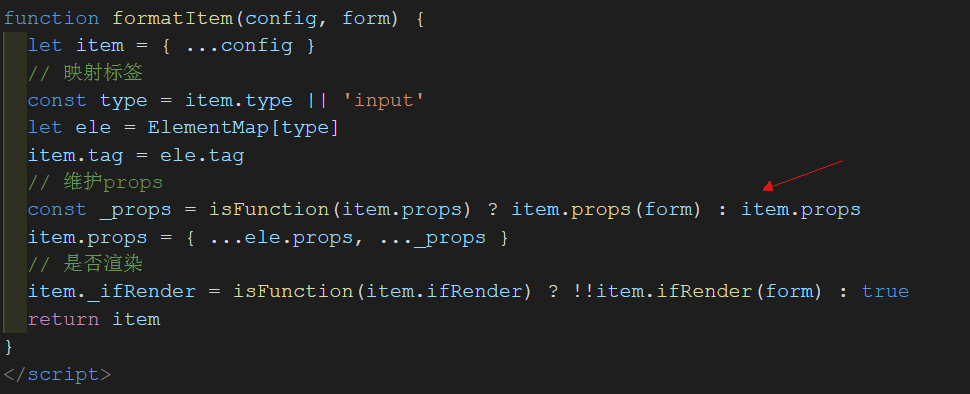 function formatItem(config, form) {
  let item = { ...config }
  // 映射标签
  const type = item.type || 'input'
  let ele = ElementMap[type]
  item.tag = ele.tag
  // 维护props
  const _props = isFunction(item.props) ? item.props(form) : item.props
  item.props = { ...ele.props, ..._props }
  // 是否渲染
  item._ifRender = isFunction(item.ifRender) ? !!item.ifRender(form) : true
  return item
}
</script>